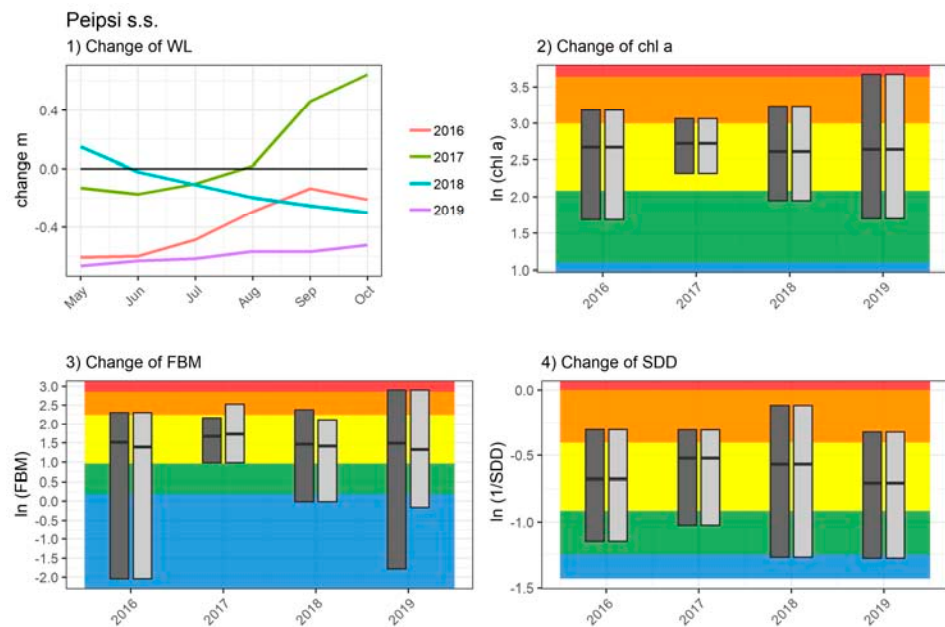 Peipsi s.s.
1) Change of WL
change m
0.4
0.0
-0.4
May
Jun
Jul
Aug
Sep
Oct
2016
2017
2018
2019
2) Change of chl a
ln (chl a)
3.5
3.0
2.5
2.0
1.5
1.0
2016
2017
2018
2019
3) Change of FBM
ln (FBM)
3.0
2.5
2.0
1.5
1.0
0.5
0.0
-0.5
-1.0
-1.5
-2.0
2016
2017
2018
2019
4) Change of SDD
ln (1/SDD)
0.0
-0.5
-1.0
-1.5
2016
2017
2018
2019